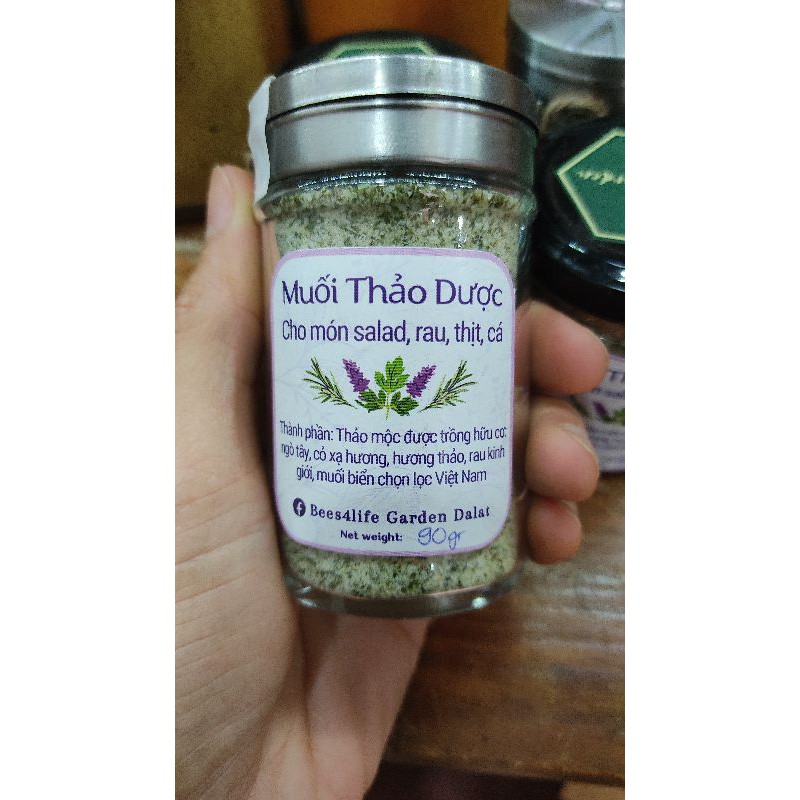 Muối Thảo Dược
Cho món salad, rau, thịt, cá
Thành phần: Thảo mộc được trồng hữu cơ:
ngò tây, cỏ xạ hương, hương thảo, rau kinh
giới, muối biển chọn lọc Việt Nam
Bees4life Garden Dalat
Net weight: 90gr